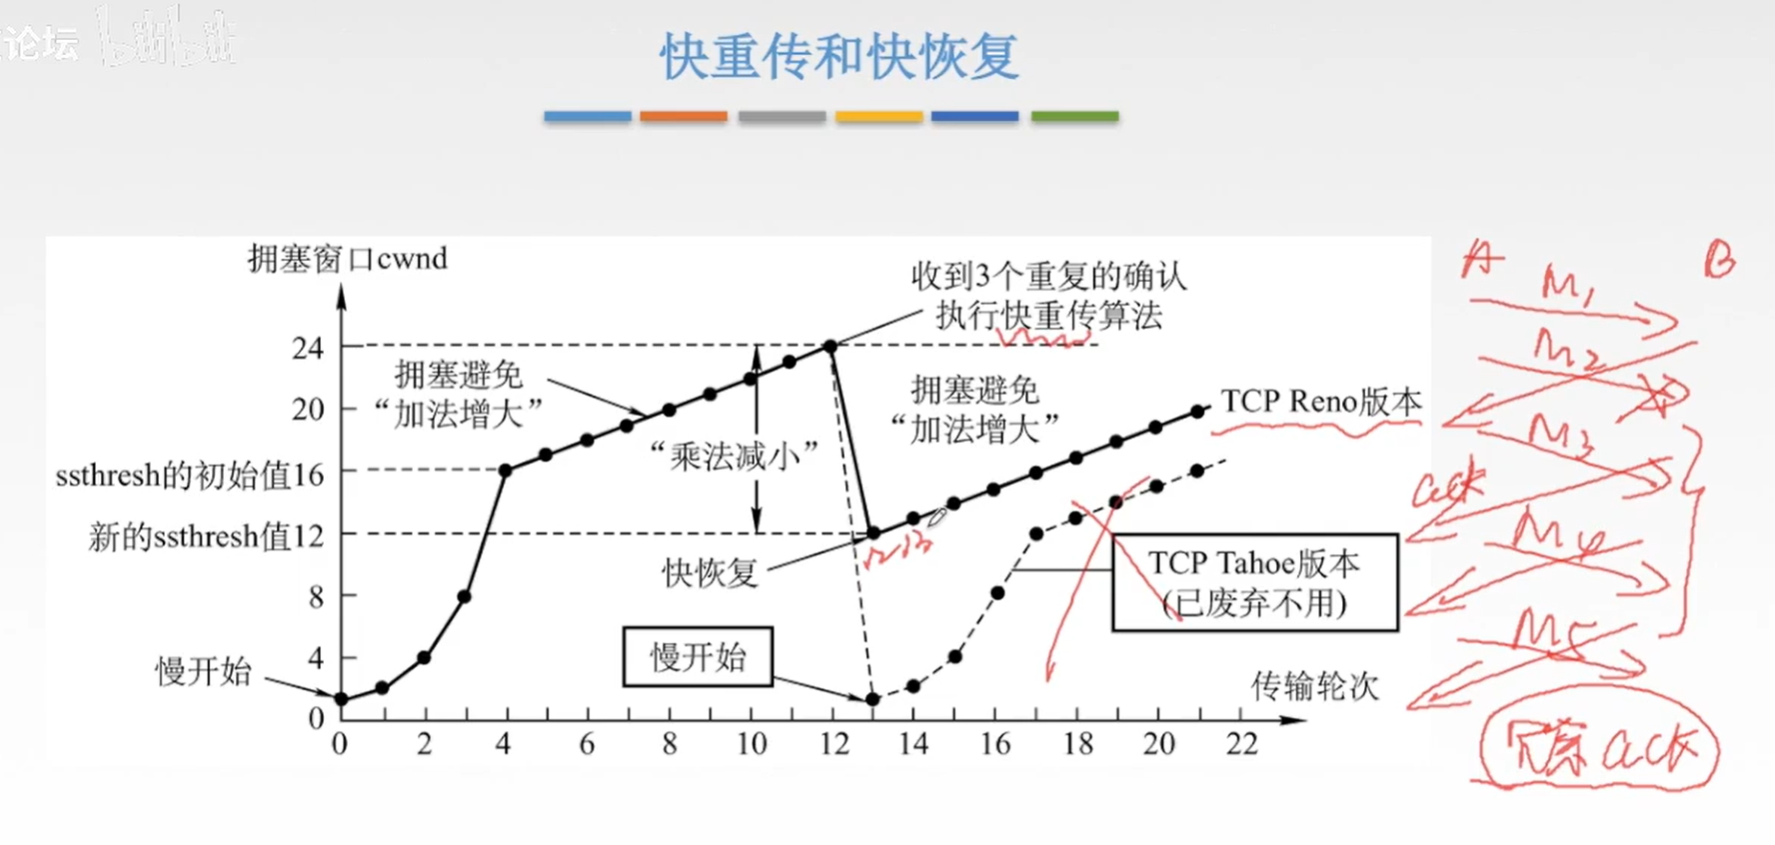 论坛 bilibili
快重传和快恢复
拥塞窗口cwnd
收到3个重复的确认
执行快重传算法
24
拥塞避免
“加法增大”
拥塞避免
“加法增大”
20
TCP Reno版本
“乘法减小”
ssthresh的初始值16
新的ssthresh值12
快恢复
12 13
TCP Tahoe版本
(已废弃不用)
8
慢开始
4
慢开始
传输轮次
0
0 2 4 6 8 10 12 14 16 18 20 22
A B
M1
M2
M3
ack
M4
M5
冗余 ack